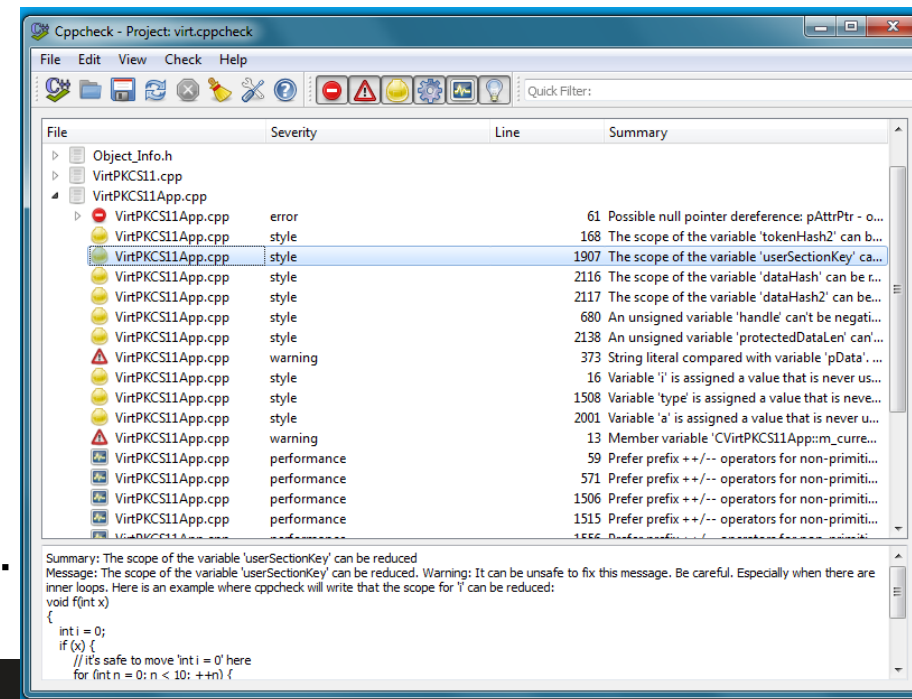 Cppcheck - Project: virt.cppcheck
File Edit View Check Help
Quick Filter:
File Severity Line Summary
Object_Info.h
VirtPKCS11.cpp
VirtPKCS11App.cpp
VirtPKCS11App.cpp error 61 Possible null pointer dereference: pAttrPtr - o...
VirtPKCS11App.cpp style 168 The scope of the variable 'tokenHash2' can b...
VirtPKCS11App.cpp style 1907 The scope of the variable 'userSectionKey' ca...
VirtPKCS11App.cpp style 2116 The scope of the variable 'dataHash' can be r...
VirtPKCS11App.cpp style 2117 The scope of the variable 'dataHash2' can be...
VirtPKCS11App.cpp style 680 An unsigned variable 'handle' can't be negati...
VirtPKCS11App.cpp style 2138 An unsigned variable 'protectedDataLen' can'...
VirtPKCS11App.cpp warning 373 String literal compared with variable 'pData'. ...
VirtPKCS11App.cpp style 16 Variable 'i' is assigned a value that is never us...
VirtPKCS11App.cpp style 1508 Variable 'type' is assigned a value that is neve...
VirtPKCS11App.cpp style 2001 Variable 'a' is assigned a value that is never u...
VirtPKCS11App.cpp warning 13 Member variable 'CVirtPKCS11App::m_curre...
VirtPKCS11App.cpp performance 59 Prefer prefix ++/-- operators for non-primiti...
VirtPKCS11App.cpp performance 571 Prefer prefix ++/-- operators for non-primiti...
VirtPKCS11App.cpp performance 1506 Prefer prefix ++/-- operators for non-primiti...
VirtPKCS11App.cpp performance 1515 Prefer prefix ++/-- operators for non-primiti...
Summary: The scope of the variable 'userSectionKey' can be reduced
Message: The scope of the variable 'userSectionKey' can be reduced. Warning: It can be unsafe to fix this message. Be careful. Especially when there are
inner loops. Here is an example where cppcheck will write that the scope for 'i' can be reduced:
void f(int x)
{
int i = 0;
if (x) {
// it's safe to move 'int i = 0' here
for (int n = 0; n < 10; ++n) {